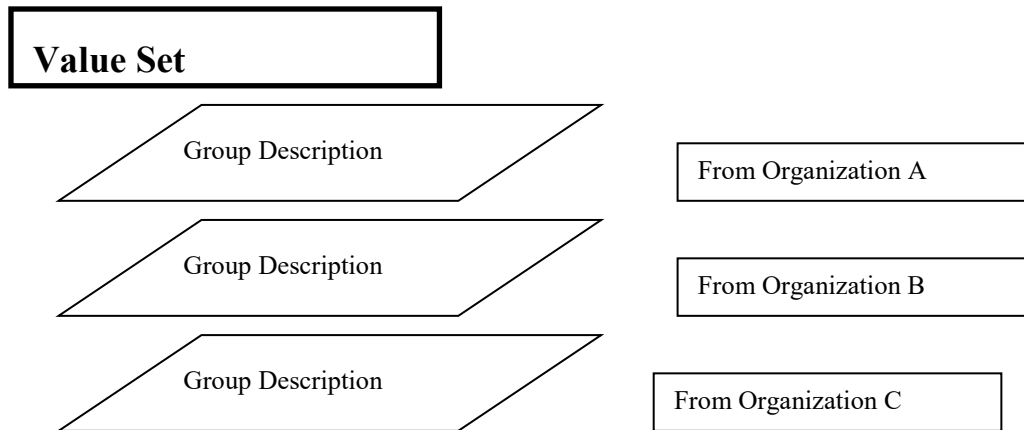 Value Set
Group Description
From Organization A
Group Description
From Organization B
Group Description
From Organization C